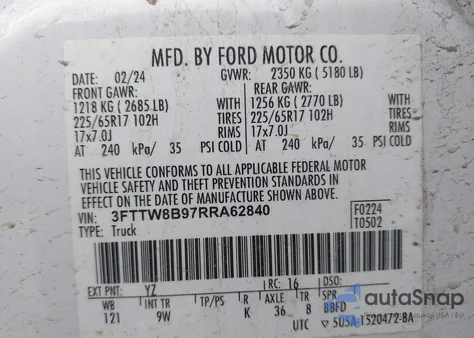 MFD. BY FORD MOTOR CO.
DATE: 02/24 GVWR: 2350 KG ( 5180 LB)
FRONT GAWR: REAR GAWR:
1218 KG ( 2685 LB) WITH 1256 KG ( 2770 LB) WITH
225/65R17 102H TIRES 225/65R17 102H TIRES
17x7.0J RIMS 17x7.0J RIMS
AT 240 kPa/ 35 PSI COLD AT 240 kPa/ 35 PSI COLD
THIS VEHICLE CONFORMS TO ALL APPLICABLE FEDERAL MOTOR
VEHICLE SAFETY AND THEFT PREVENTION STANDARDS IN
EFFECT ON THE DATE OF MANUFACTURE SHOWN ABOVE.
VIN: 3FTTW8B97RRA62840 F0224
TYPE: Truck T0502
EXT PNT: YZ RC: 16 DSO:
WB INT TR TP/PS R AXLE TR SPR
121 9W K 36 8 BBFD
UTC 5U5A 1520472-BA
autoSnap